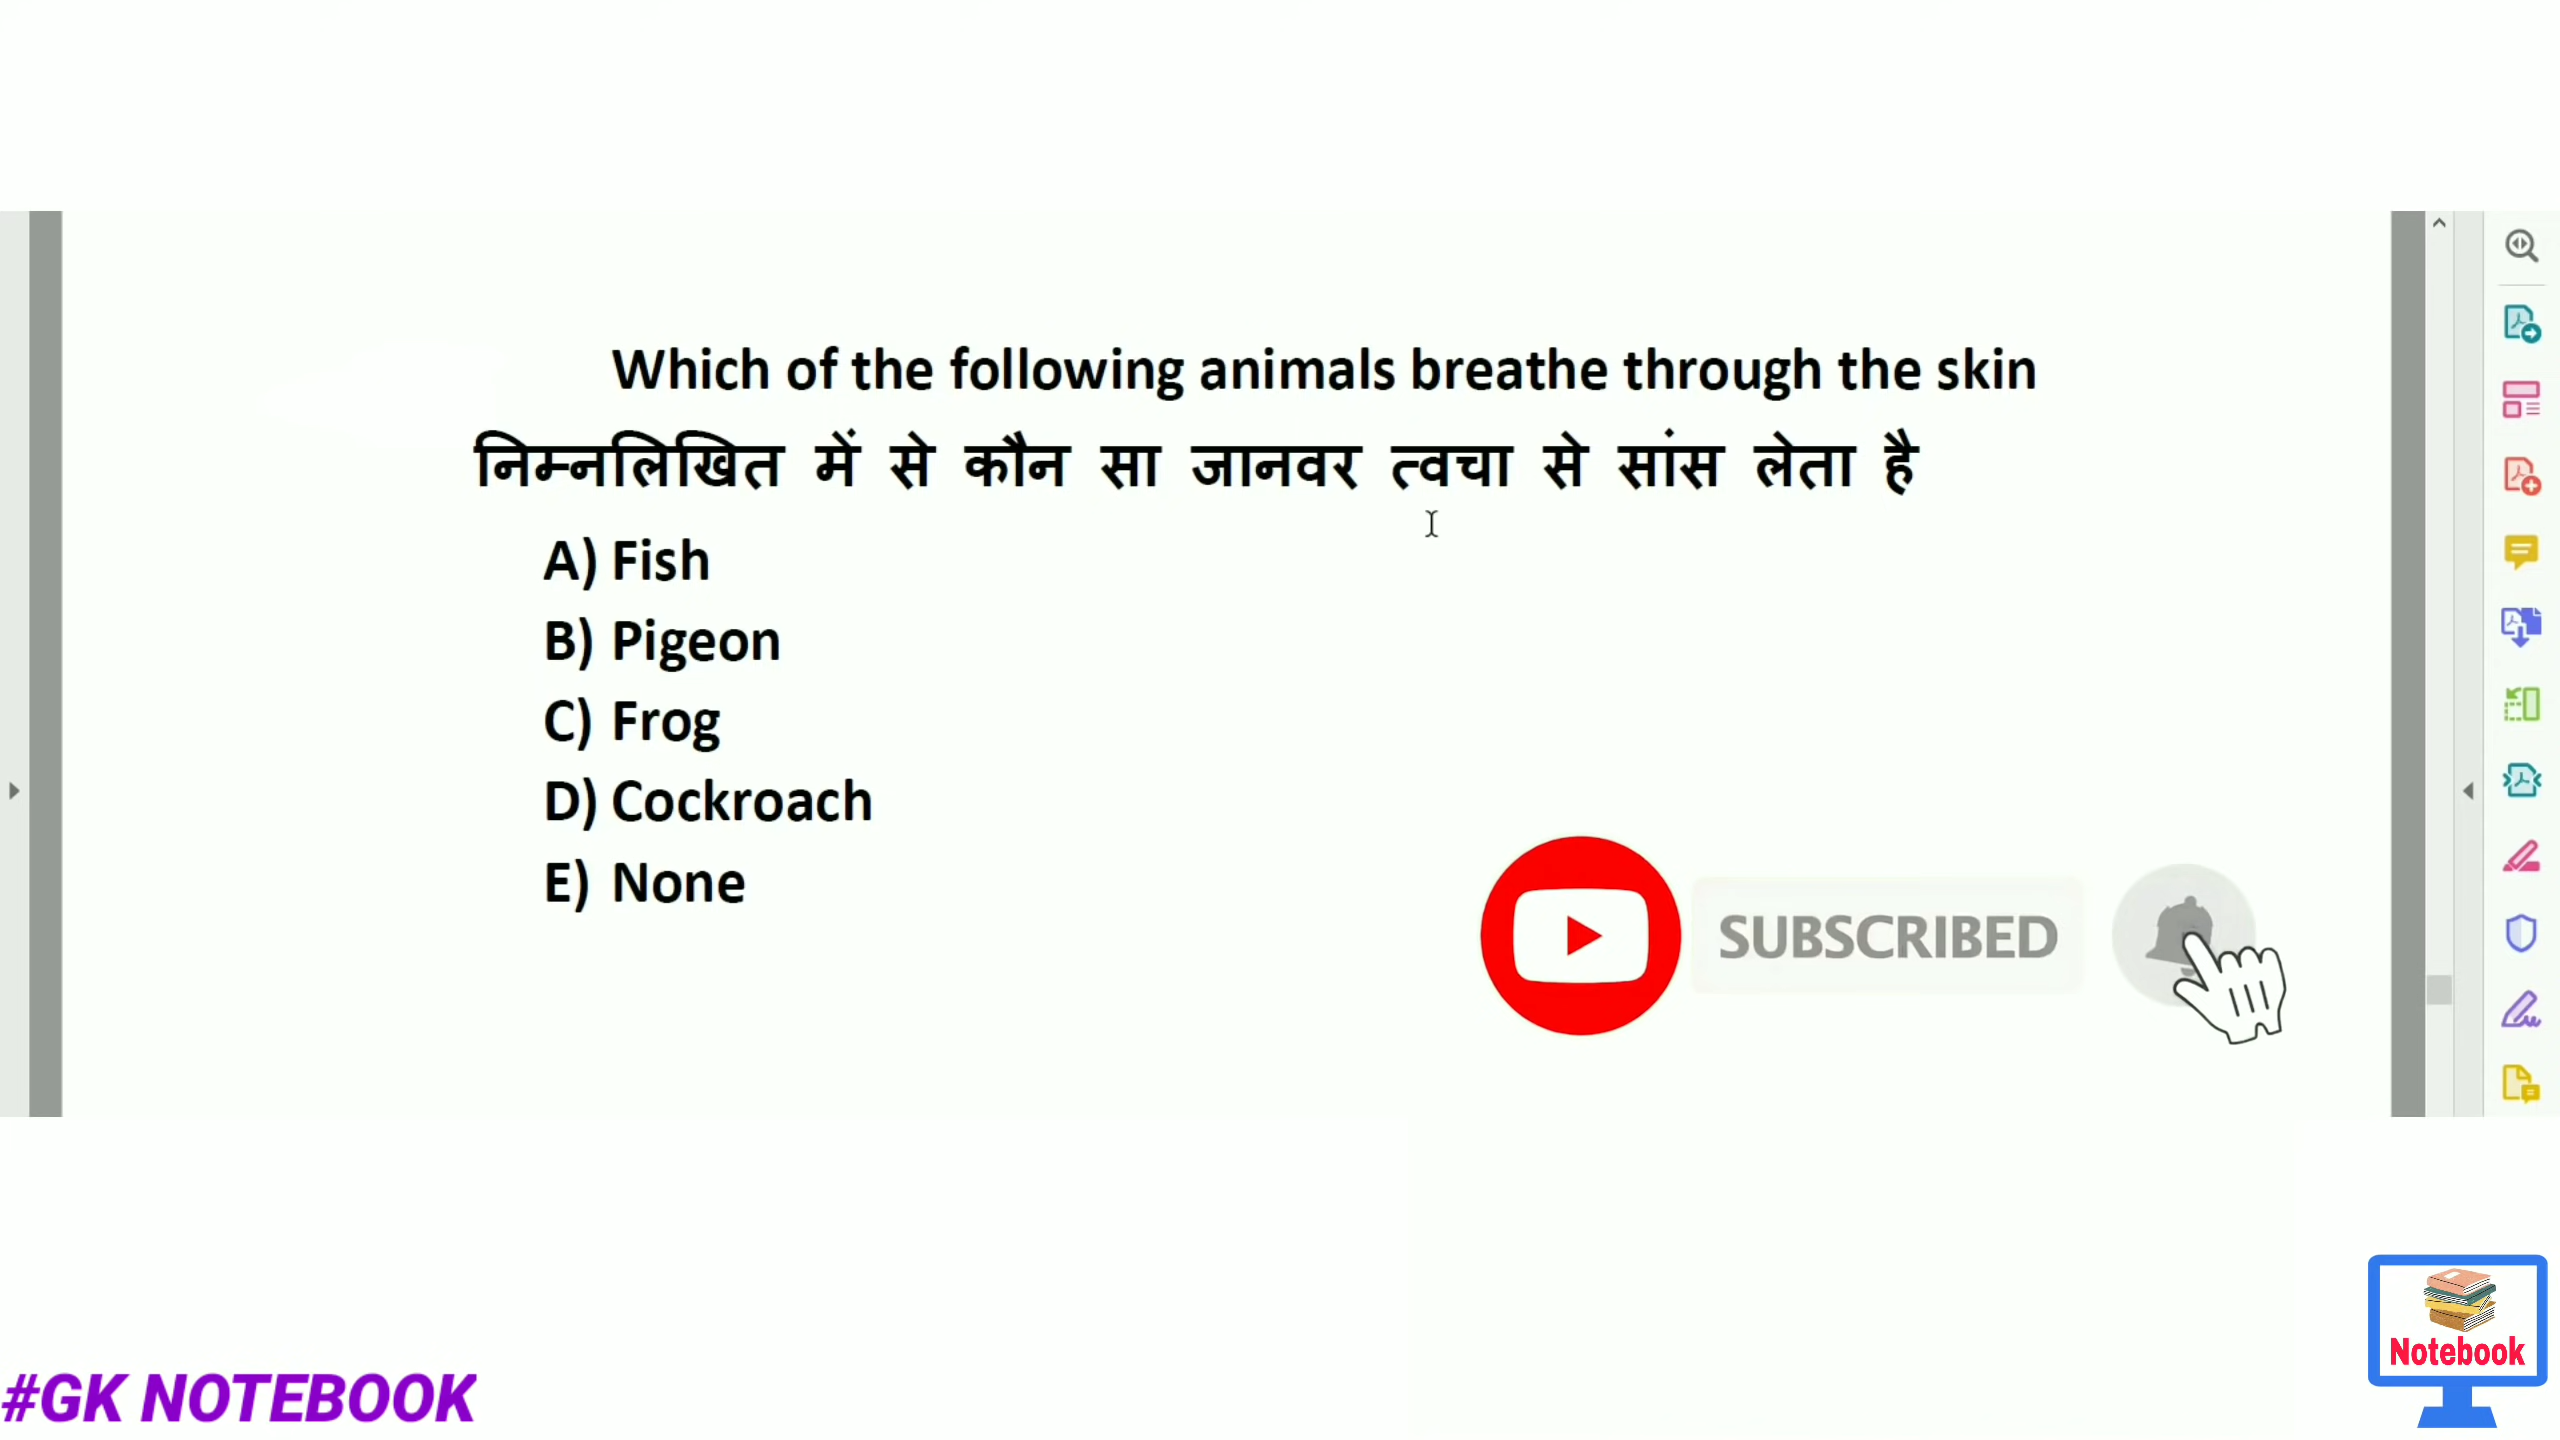 Which of the following animals breathe through the skin
निम्नलिखित में से कौन सा जानवर त्वचा से सांस लेता है
A) Fish
B) Pigeon
C) Frog
D) Cockroach
E) None
SUBSCRIBED
Notebook
#GK NOTEBOOK